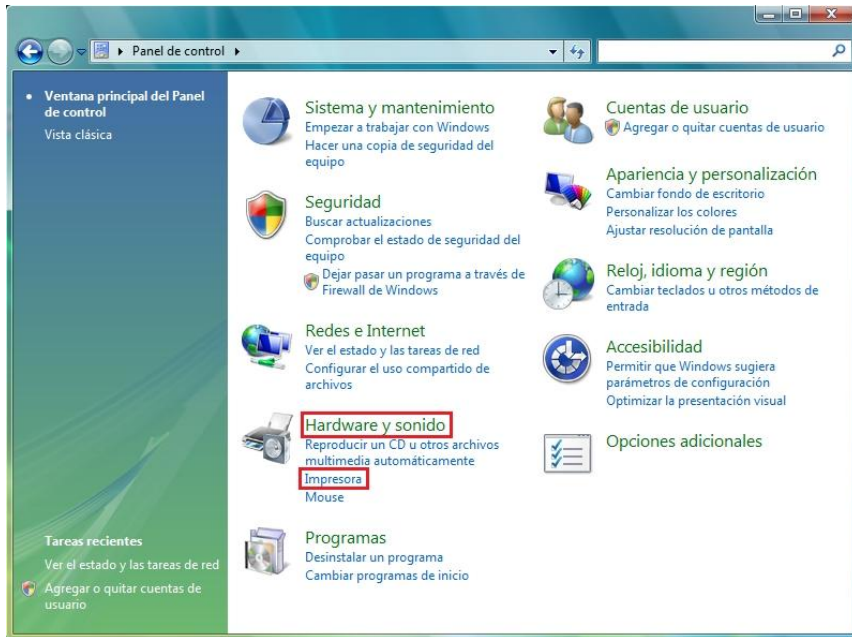 Panel de control
Ventana principal del Panel
de control
Vista clásica
Sistema y mantenimiento
Empezar a trabajar con Windows
Hacer una copia de seguridad del
equipo
Seguridad
Buscar actualizaciones
Comprobar el estado de seguridad del
equipo
Dejar pasar un programa a través de
Firewall de Windows
Redes e Internet
Ver el estado y las tareas de red
Configurar el uso compartido de
archivos
Hardware y sonido
Reproducir un CD u otros archivos
multimedia automáticamente
Impresora
Mouse
Programas
Desinstalar un programa
Cambiar programas de inicio
Cuentas de usuario
Agregar o quitar cuentas de usuario
Apariencia y personalización
Cambiar fondo de escritorio
Personalizar los colores
Ajustar resolución de pantalla
Reloj, idioma y región
Cambiar teclados u otros métodos de
entrada
Accesibilidad
Permitir que Windows sugiera
parámetros de configuración
Optimizar la presentación visual
Opciones adicionales
Tareas recientes
Ver el estado y las tareas de red
Agregar o quitar cuentas de
usuario